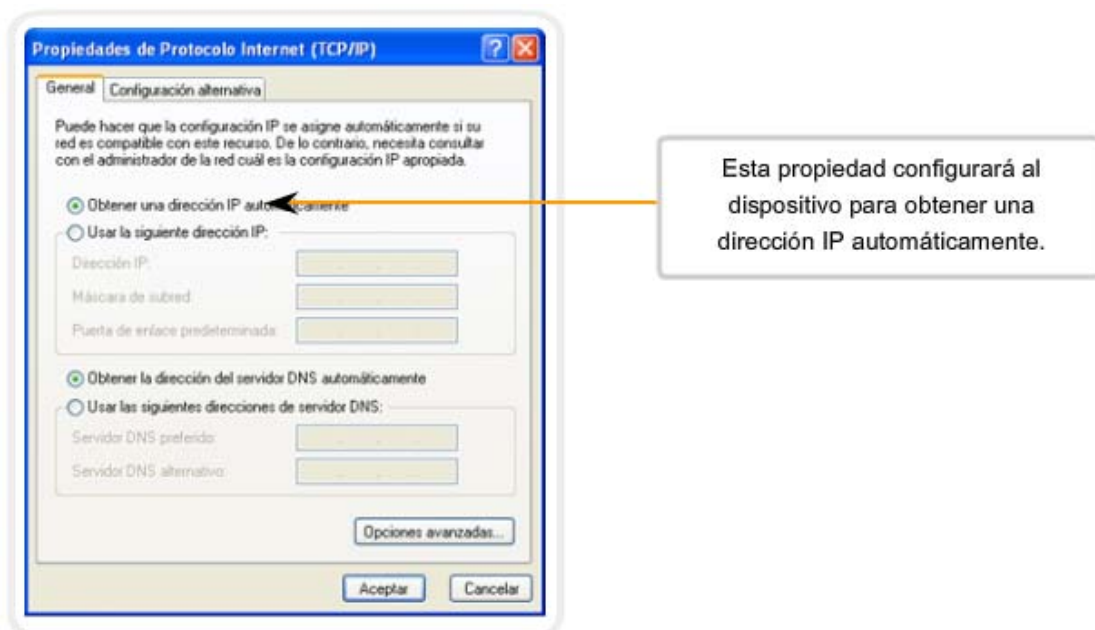 Propiedades de Protocolo Internet (TCP/IP)
General
Configuración alternativa
Puede hacer que la configuración IP se asigne automáticamente si su
red es compatible con este recurso. De lo contrario, necesita consultar
con el administrador de la red cuál es la configuración IP apropiada.
Obtener una dirección IP automáticamente
Usar la siguiente dirección IP:
Dirección IP:
Máscara de subred:
Puerta de enlace predeterminada:
Obtener la dirección del servidor DNS automáticamente
Usar las siguientes direcciones de servidor DNS:
Servidor DNS preferido:
Servidor DNS alternativo:
Opciones avanzadas...
Aceptar
Cancelar
Esta propiedad configurará al
dispositivo para obtener una
dirección IP automáticamente.